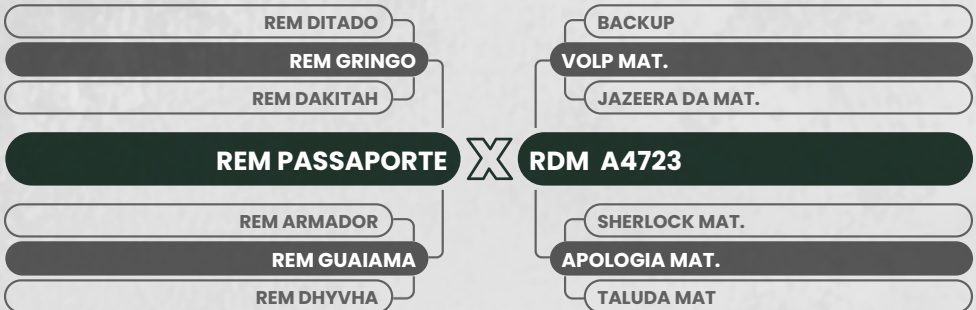 REM DITADO
BACKUP
REM GRINGO
VOLP MAT.
REM DAKITAH
JAZEERA DA MAT.
REM PASSAPORTE X RDM A4723
REM ARMADOR
SHERLOCK MAT.
REM GUAIAMA
APOLOGIA MAT.
REM DHYVHA
TALUDA MAT